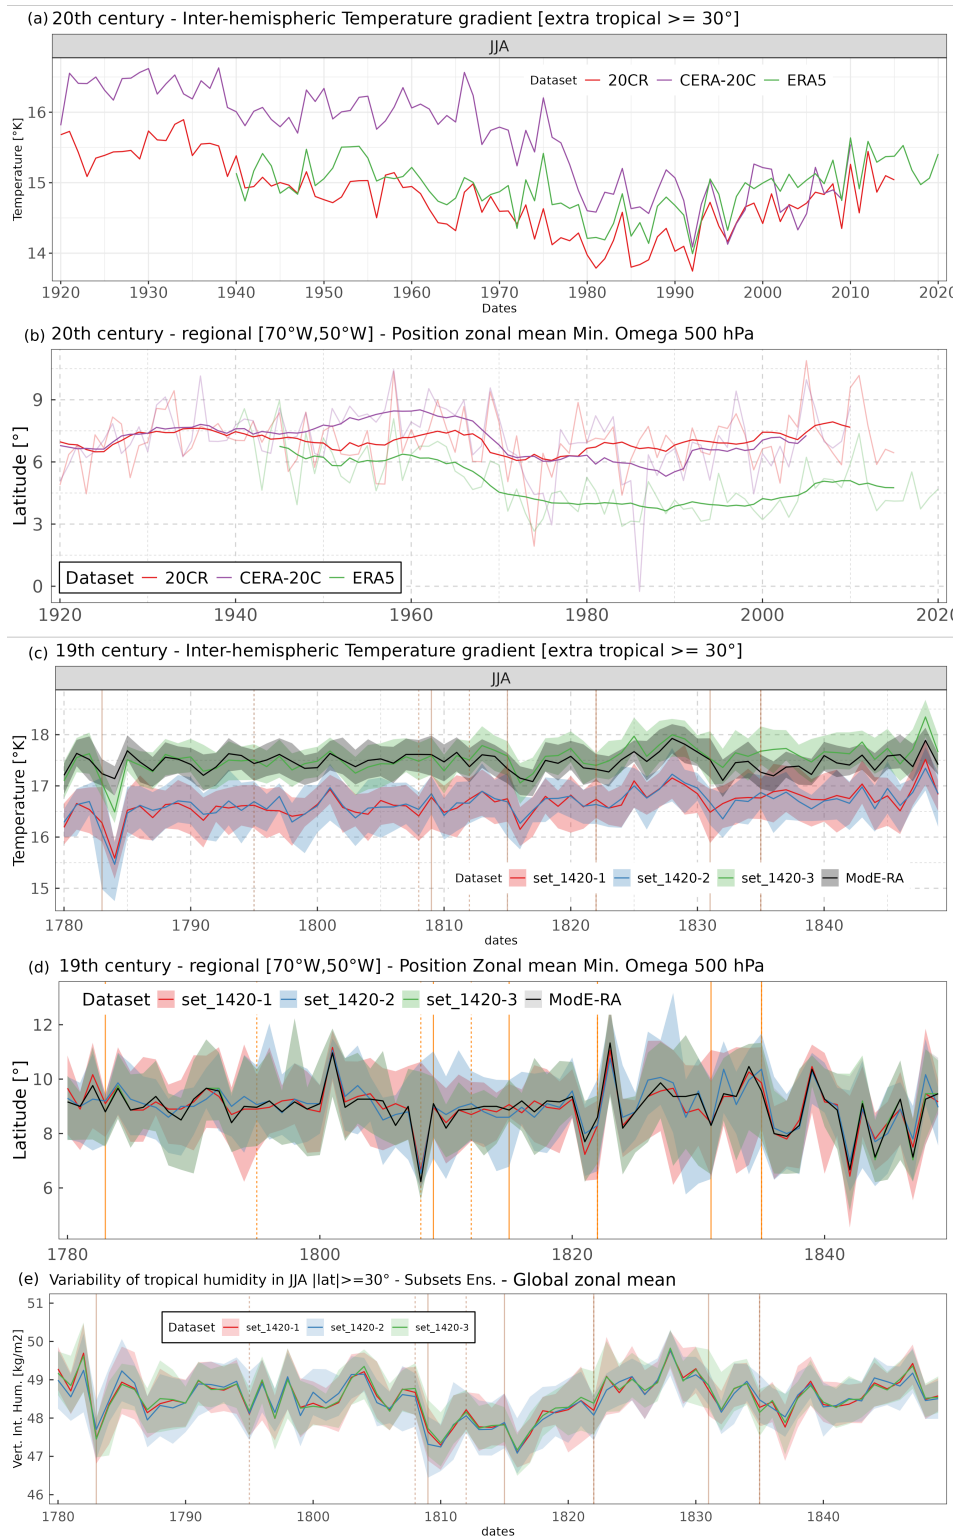 (a) 20th century - Inter-hemispheric Temperature gradient [extra tropical >= 30°]
JJA
Dataset 20CR CERA-20C ERA5
Temperature [°K]
16
15
14
1920 1930 1940 1950 1960 1970 1980 1990 2000 2010 2020
Dates
(b) 20th century - regional [70°W,50°W] - Position zonal mean Min. Omega 500 hPa
Latitude [°]
9
6
3
0
Dataset 20CR CERA-20C ERA5
1920 1940 1960 1980 2000 2020
(c) 19th century - Inter-hemispheric Temperature gradient [extra tropical >= 30°]
JJA
Temperature [°K]
18
17
16
15
Dataset set_1420-1 set_1420-2 set_1420-3 ModE-RA
1780 1790 1800 1810 1820 1830 1840
dates
(d) 19th century - regional [70°W,50°W] - Position Zonal mean Min. Omega 500 hPa
Dataset set_1420-1 set_1420-2 set_1420-3 ModE-RA
Latitude [°]
12
10
8
6
1780 1800 1820 1840
(e) Variability of tropical humidity in JJA |lat|>=30° - Subsets Ens. - Global zonal mean
Dataset set_1420-1 set_1420-2 set_1420-3
Vert. Int. Hum. [kg/m2]
51
50
49
48
47
46
1780 1790 1800 1810 1820 1830 1840
dates